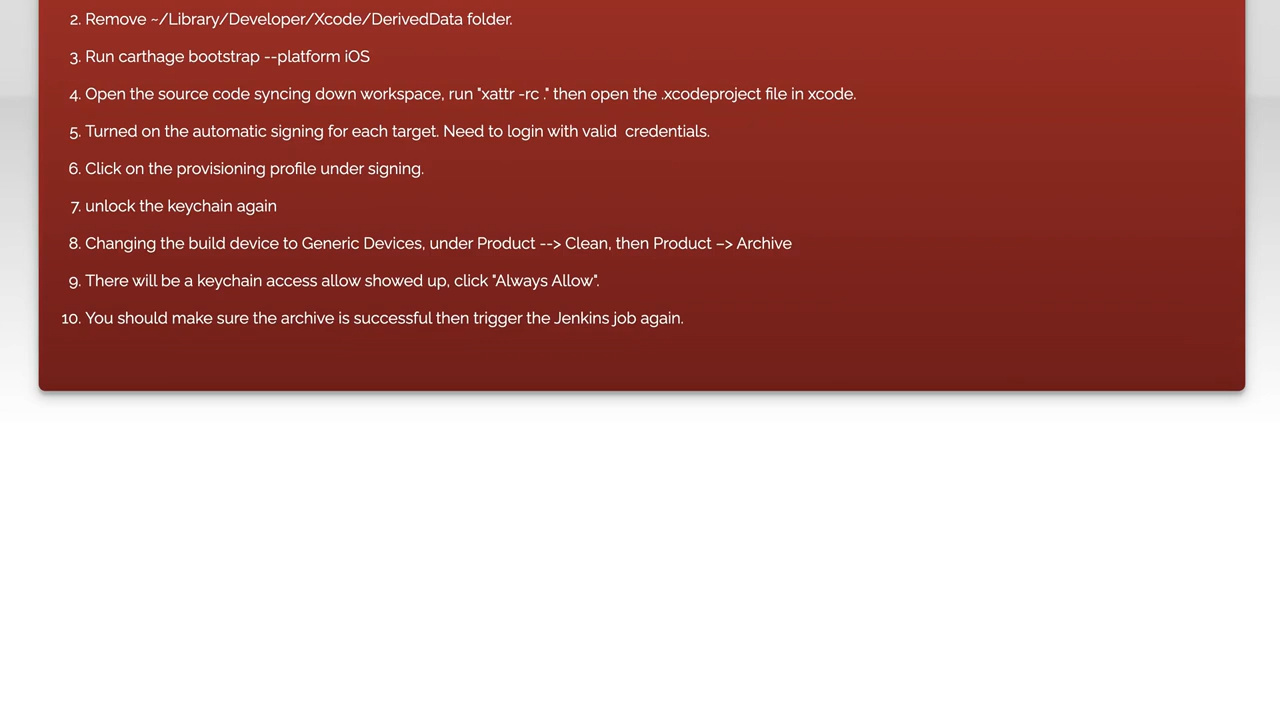 2. Remove ~/Library/Developer/Xcode/DerivedData folder.
3. Run carthage bootstrap --platform iOS
4. Open the source code syncing down workspace, run "xattr -rc ." then open the .xcodeproject file in xcode.
5. Turned on the automatic signing for each target. Need to login with valid  credentials.
6. Click on the provisioning profile under signing.
7. unlock the keychain again
8. Changing the build device to Generic Devices, under Product --> Clean, then Product –> Archive
9. There will be a keychain access allow showed up, click "Always Allow".
10. You should make sure the archive is successful then trigger the Jenkins job again.